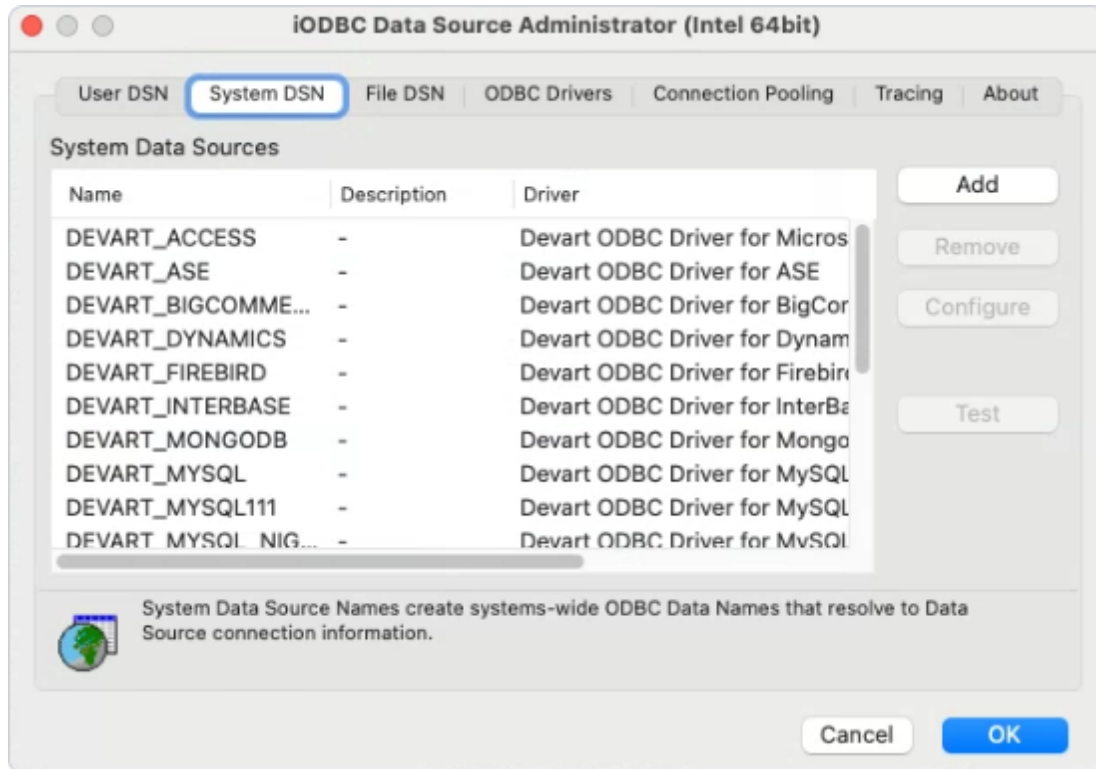 iODBC Data Source Administrator (Intel 64bit)
User DSN System DSN File DSN ODBC Drivers Connection Pooling Tracing About
System Data Sources
Name Description Driver
Add
DEVART_ACCESS - Devart ODBC Driver for Micros
Remove
DEVART_ASE - Devart ODBC Driver for ASE
DEVART_BIGCOMME... - Devart ODBC Driver for BigCor
Configure
DEVART_DYNAMICS - Devart ODBC Driver for Dynam
DEVART_FIREBIRD - Devart ODBC Driver for Firebir
DEVART_INTERBASE - Devart ODBC Driver for InterBa
Test
DEVART_MONGODB - Devart ODBC Driver for Mongo
DEVART_MYSQL - Devart ODBC Driver for MySQL
DEVART_MYSQL111 - Devart ODBC Driver for MySQL
DEVART_MYSQL_NIG... - Devart ODBC Driver for MySQL
System Data Source Names create systems-wide ODBC Data Names that resolve to Data
Source connection information.
Cancel OK